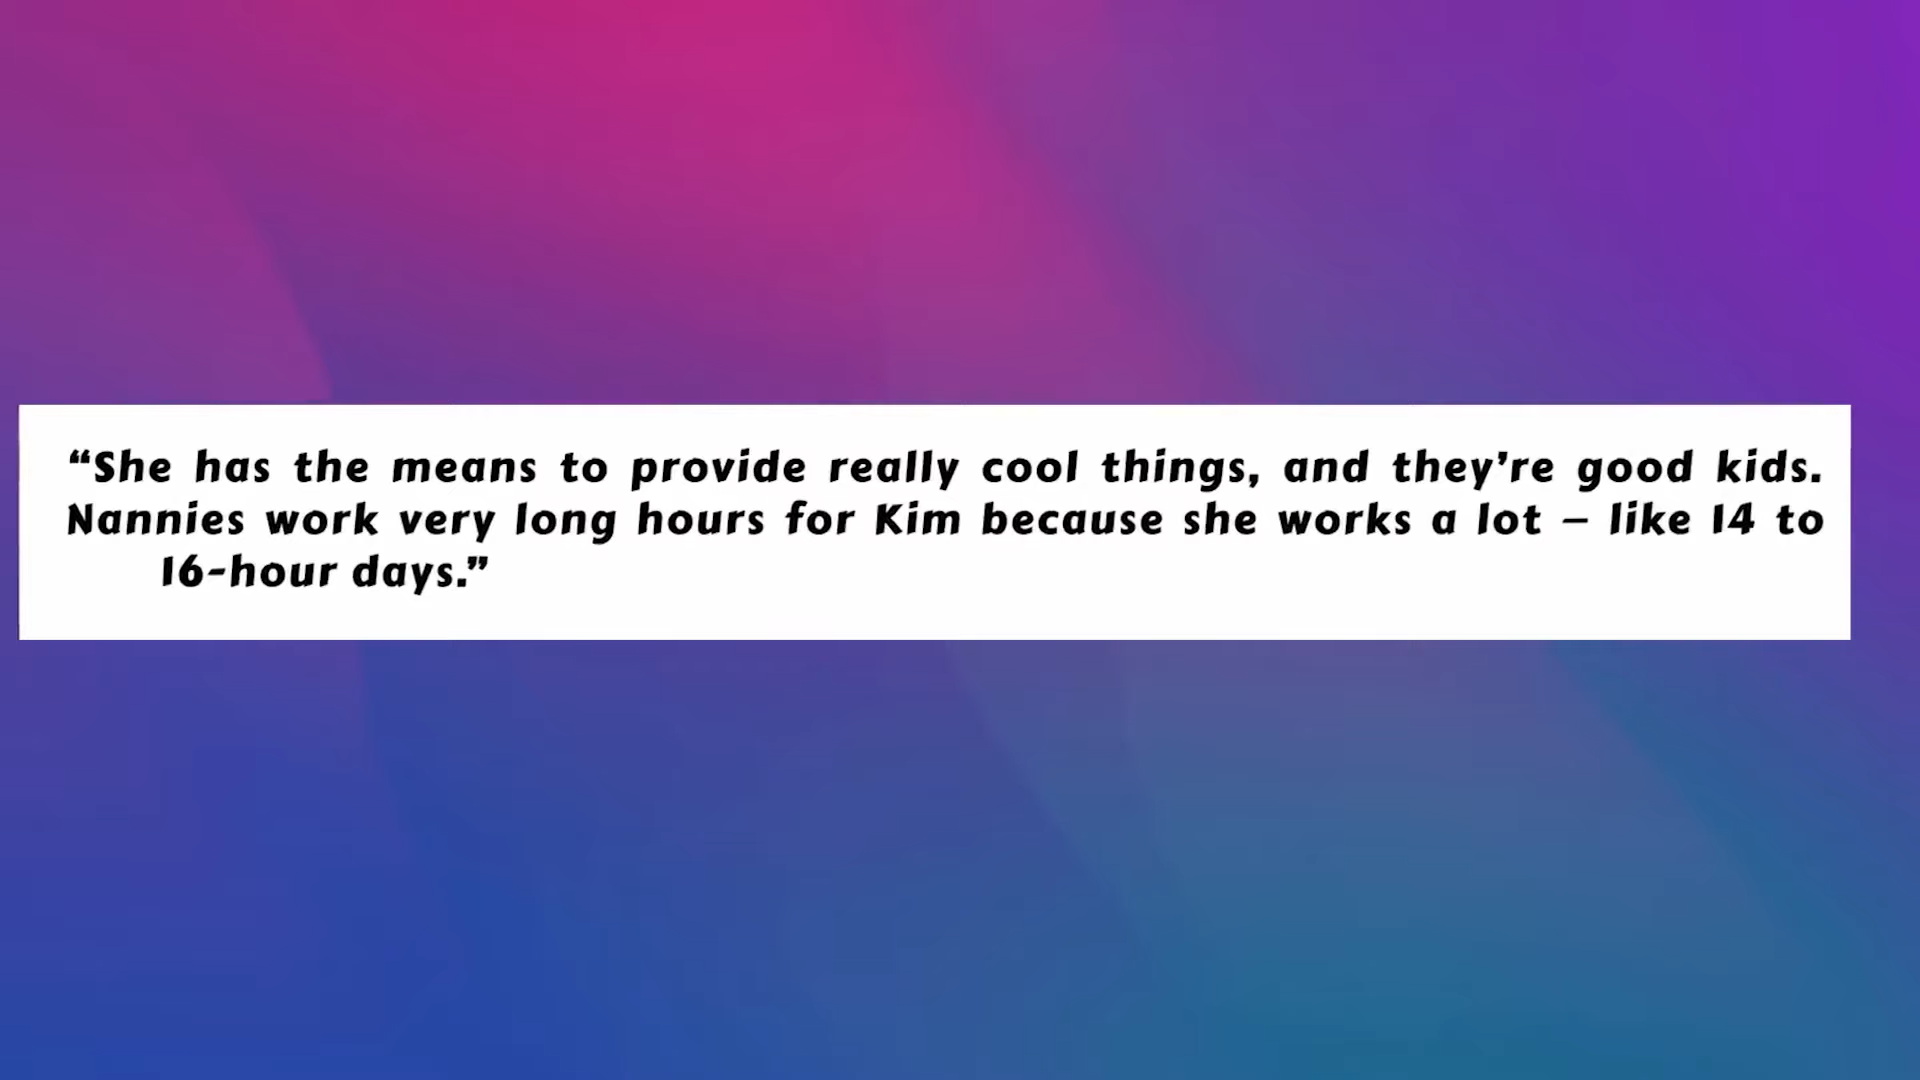 “She has the means to provide really cool things, and they’re good kids.
Nannies work very long hours for Kim because she works a lot – like 14 to
16-hour days.”